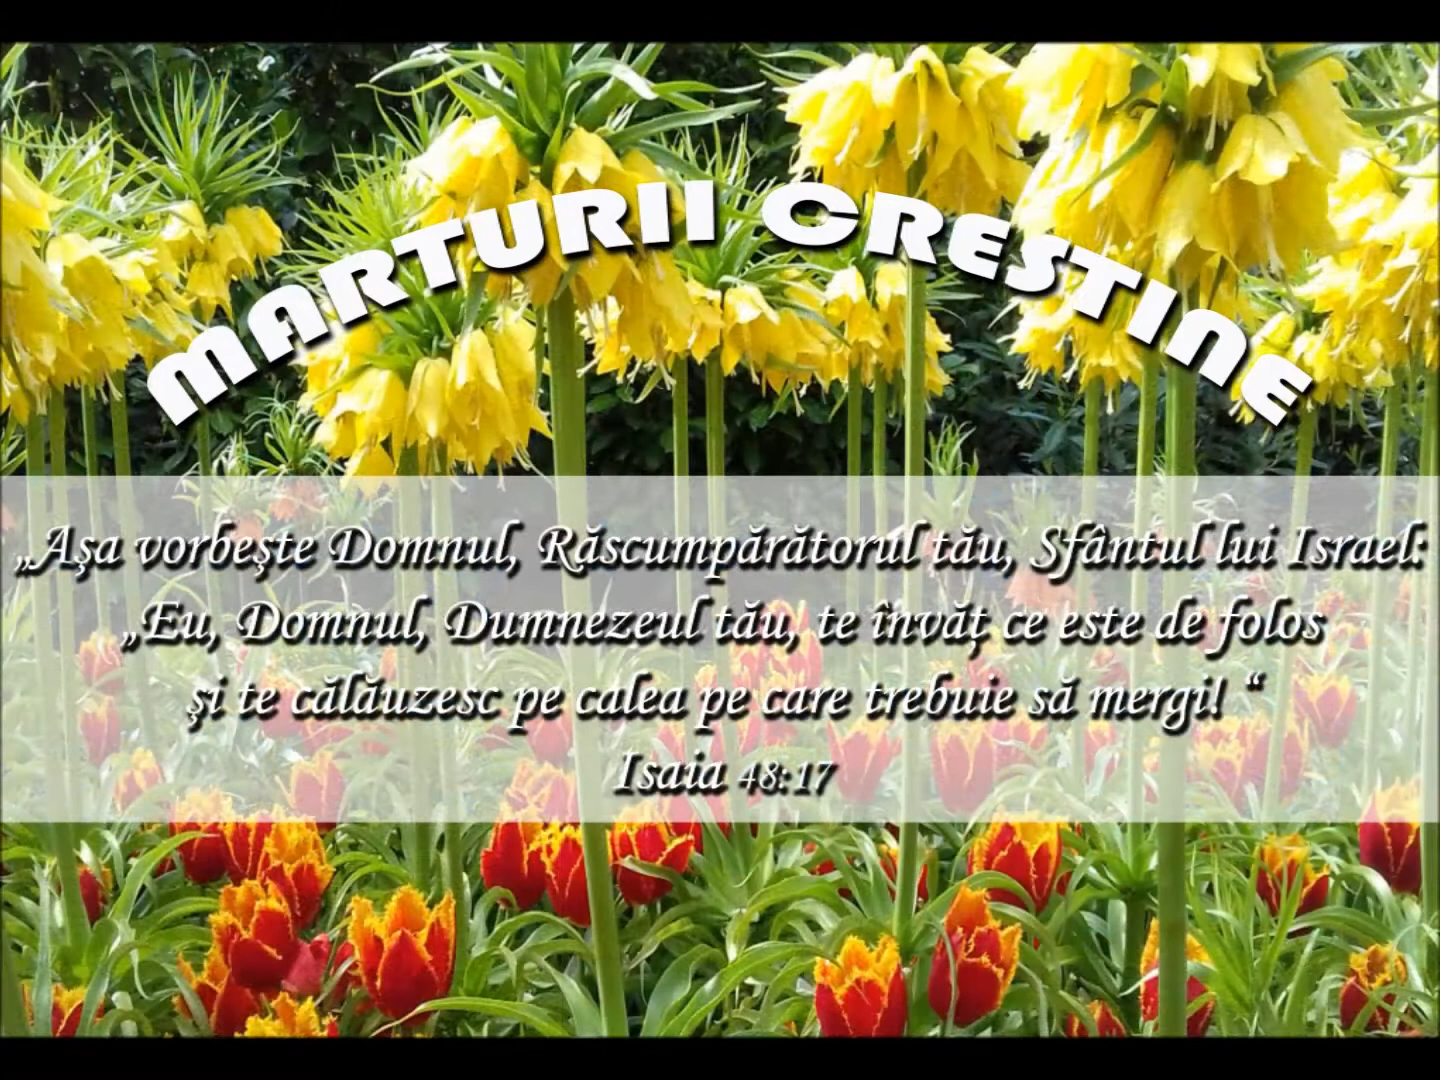 MARTURII CRESTINE
„Aşa vorbeşte Domnul, Răscumpărătorul tău, Sfântul lui Israel:
„Eu, Domnul, Dumnezeul tău, te învăţ ce este de folos
şi te călăuzesc pe calea pe care trebuie să mergi! “
Isaia 48:17